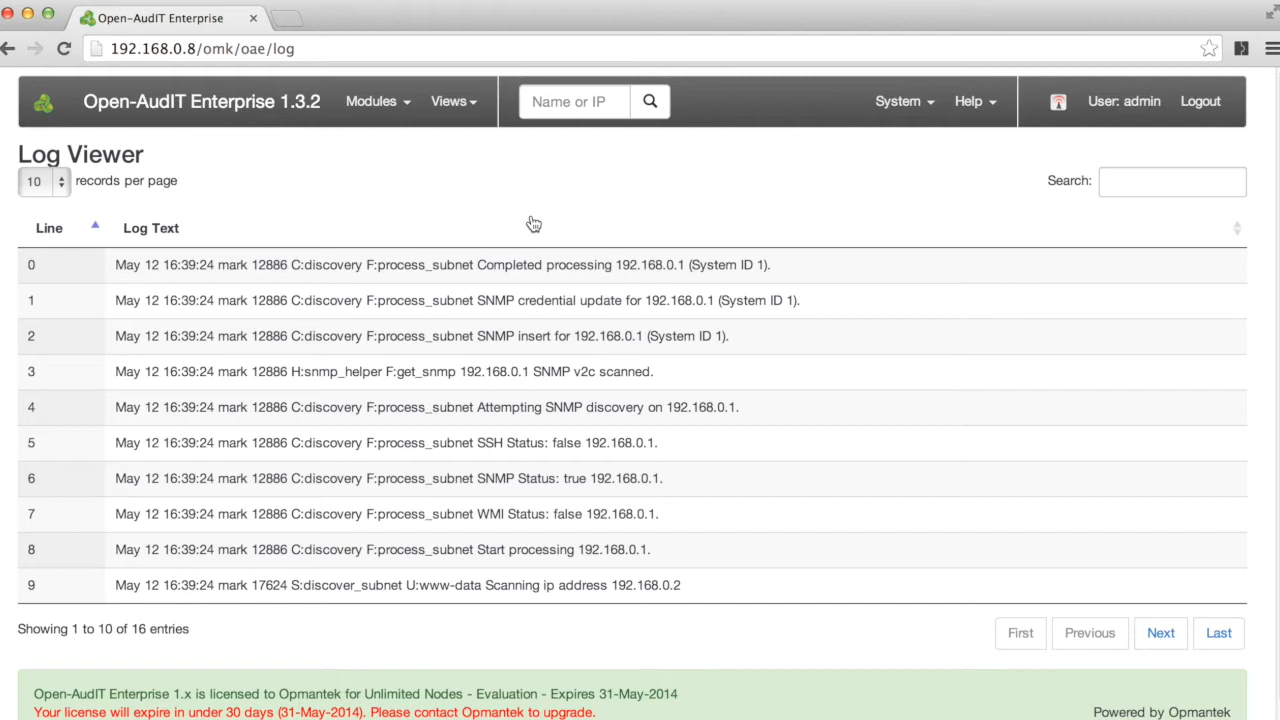 Open-AudIT Enterprise
192.168.0.8/omk/oae/log
Open-AudIT Enterprise 1.3.2 Modules Views Name or IP System Help User: admin Logout
Log Viewer
10 records per page Search:
Line Log Text
0 May 12 16:39:24 mark 12886 C:discovery F:process_subnet Completed processing 192.168.0.1 (System ID 1).
1 May 12 16:39:24 mark 12886 C:discovery F:process_subnet SNMP credential update for 192.168.0.1 (System ID 1).
2 May 12 16:39:24 mark 12886 C:discovery F:process_subnet SNMP insert for 192.168.0.1 (System ID 1).
3 May 12 16:39:24 mark 12886 H:snmp_helper F:get_snmp 192.168.0.1 SNMP v2c scanned.
4 May 12 16:39:24 mark 12886 C:discovery F:process_subnet Attempting SNMP discovery on 192.168.0.1.
5 May 12 16:39:24 mark 12886 C:discovery F:process_subnet SSH Status: false 192.168.0.1.
6 May 12 16:39:24 mark 12886 C:discovery F:process_subnet SNMP Status: true 192.168.0.1.
7 May 12 16:39:24 mark 12886 C:discovery F:process_subnet WMI Status: false 192.168.0.1.
8 May 12 16:39:24 mark 12886 C:discovery F:process_subnet Start processing 192.168.0.1.
9 May 12 16:39:24 mark 17624 S:discover_subnet U:www-data Scanning ip address 192.168.0.2
Showing 1 to 10 of 16 entries First Previous Next Last
Open-AudIT Enterprise 1.x is licensed to Opmantek for Unlimited Nodes - Evaluation - Expires 31-May-2014
Your license will expire in under 30 days (31-May-2014). Please contact Opmantek to upgrade. Powered by Opmantek